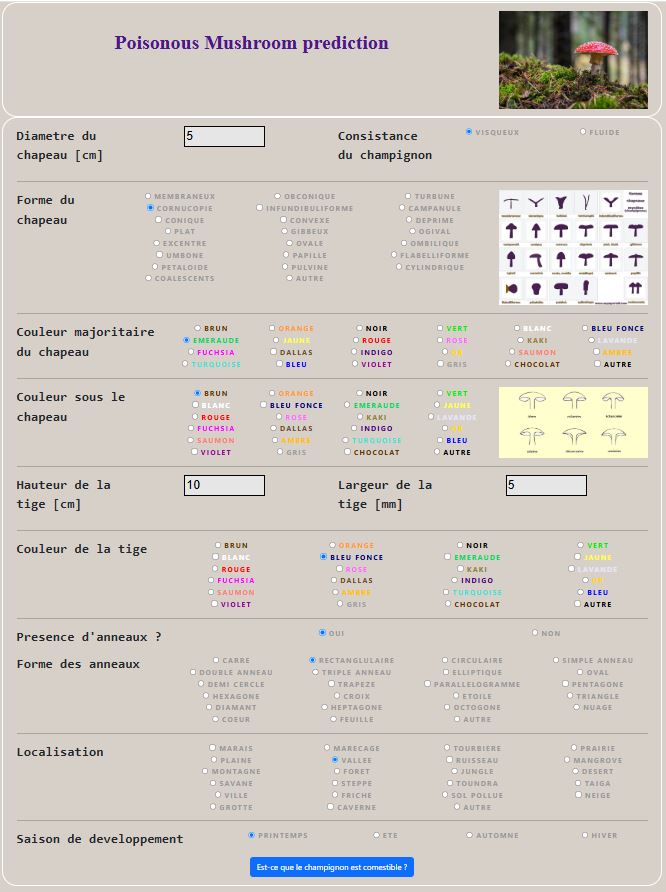 Poisonous Mushroom prediction
Diametre du
chapeau [cm]
5
Consistance
du champignon
VISQUEUX FLUIDE
Forme du
chapeau
MEMBRANEUX OBCONIQUE TURBUNE
CORNUCOPIE INFUNDIBULIFORME CAMPANULE
CONIQUE CONVEXE DEPRIME
PLAT GIBBEUX OGIVAL
EXCENTRE OVALE OMBILIQUE
UMBONE PAPILLE FLABELLIFORME
PETALOIDE PULVINE CYLINDRIQUE
COALESCENTS AUTRE
Couleur majoritaire
du chapeau
BRUN ORANGE NOIR VERT BLANC BLEU FONCE
EMERAUDE JAUNE ROUGE ROSE KAKI LAVANDE
FUCHSIA DALLAS INDIGO OR SAUMON AMBRE
TURQUOISE BLEU VIOLET GRIS CHOCOLAT AUTRE
Couleur sous le
chapeau
BRUN ORANGE NOIR VERT
BLANC BLEU FONCE EMERAUDE JAUNE
ROUGE ROSE KAKI LAVANDE
FUCHSIA DALLAS INDIGO OR
SAUMON AMBRE TURQUOISE BLEU
VIOLET GRIS CHOCOLAT AUTRE
Hauteur de la
tige [cm]
10
Largeur de la
tige [mm]
5
Couleur de la tige
BRUN ORANGE NOIR VERT
BLANC BLEU FONCE EMERAUDE JAUNE
ROUGE ROSE KAKI LAVANDE
FUCHSIA DALLAS INDIGO OR
SAUMON AMBRE TURQUOISE BLEU
VIOLET GRIS CHOCOLAT AUTRE
Presence d'anneaux ?
OUI NON
Forme des anneaux
CARRE RECTANGLULAIRE CIRCULAIRE SIMPLE ANNEAU
DOUBLE ANNEAU TRIPLE ANNEAU ELLIPTIQUE OVAL
DEMI CERCLE TRAPEZE PARALLELOGRAMME PENTAGONE
HEXAGONE CROIX ETOILE TRIANGLE
DIAMANT HEPTAGONE OCTOGONE NUAGE
COEUR FEUILLE AUTRE
Localisation
MARAIS MARECAGE TOURBIERE PRAIRIE
PLAINE VALLEE RUISSEAU MANGROVE
MONTAGNE FORET JUNGLE DESERT
SAVANE STEPPE TOUNDRA TAIGA
VILLE FRICHE SOL POLLUE NEIGE
GROTTE CAVERNE AUTRE
Saison de developpement
PRINTEMPS ETE AUTOMNE HIVER
Est-ce que le champignon est comestible ?